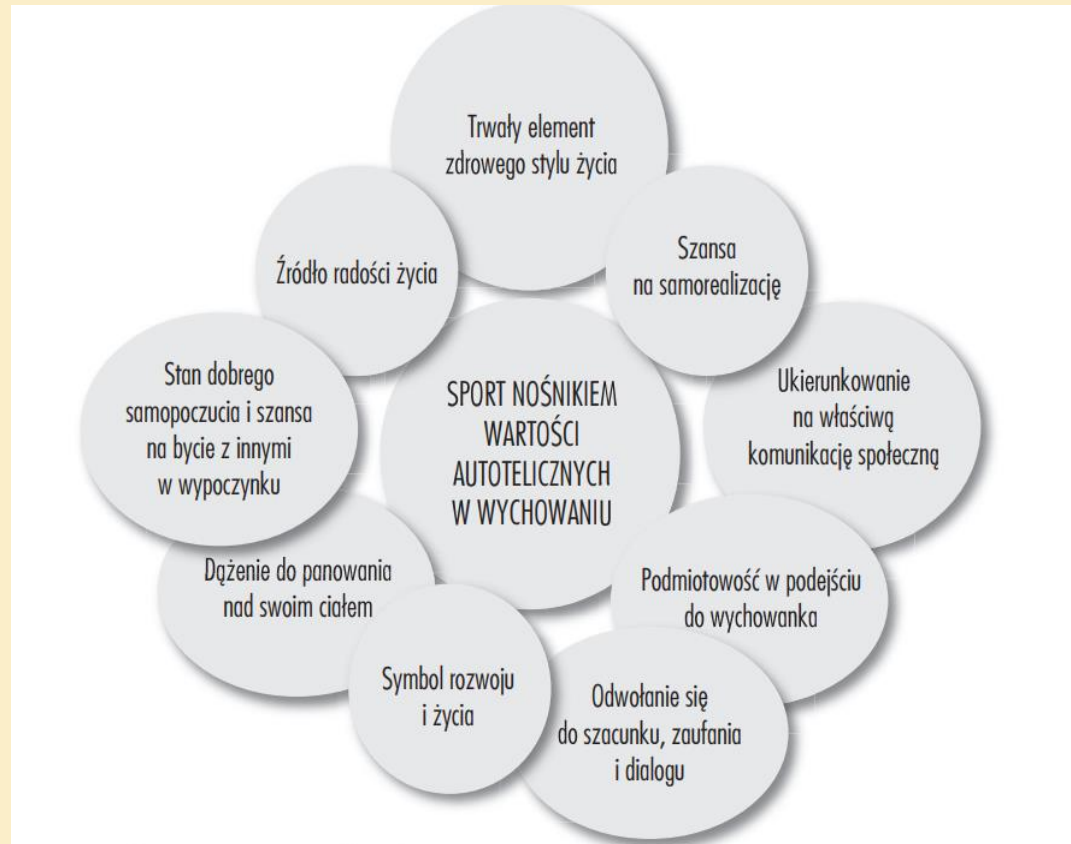 Trwały element
zdrowego stylu życia
Szansa
na samorealizację
Źródło radości życia
Ukierunkowanie
na właściwą
komunikację społeczną
Stan dobrego
samopoczucia i szansa
na bycie z innymi
w wypoczynku
SPORT NOŚNIKIEM
WARTOŚCI
AUTOTELICZNYCH
W WYCHOWANIU
Dążenie do panowania
nad swoim ciałem
Podmiotowość w podejściu
do wychowanka
Symbol rozwoju
i życia
Odwołanie się
do szacunku, zaufania
i dialogu